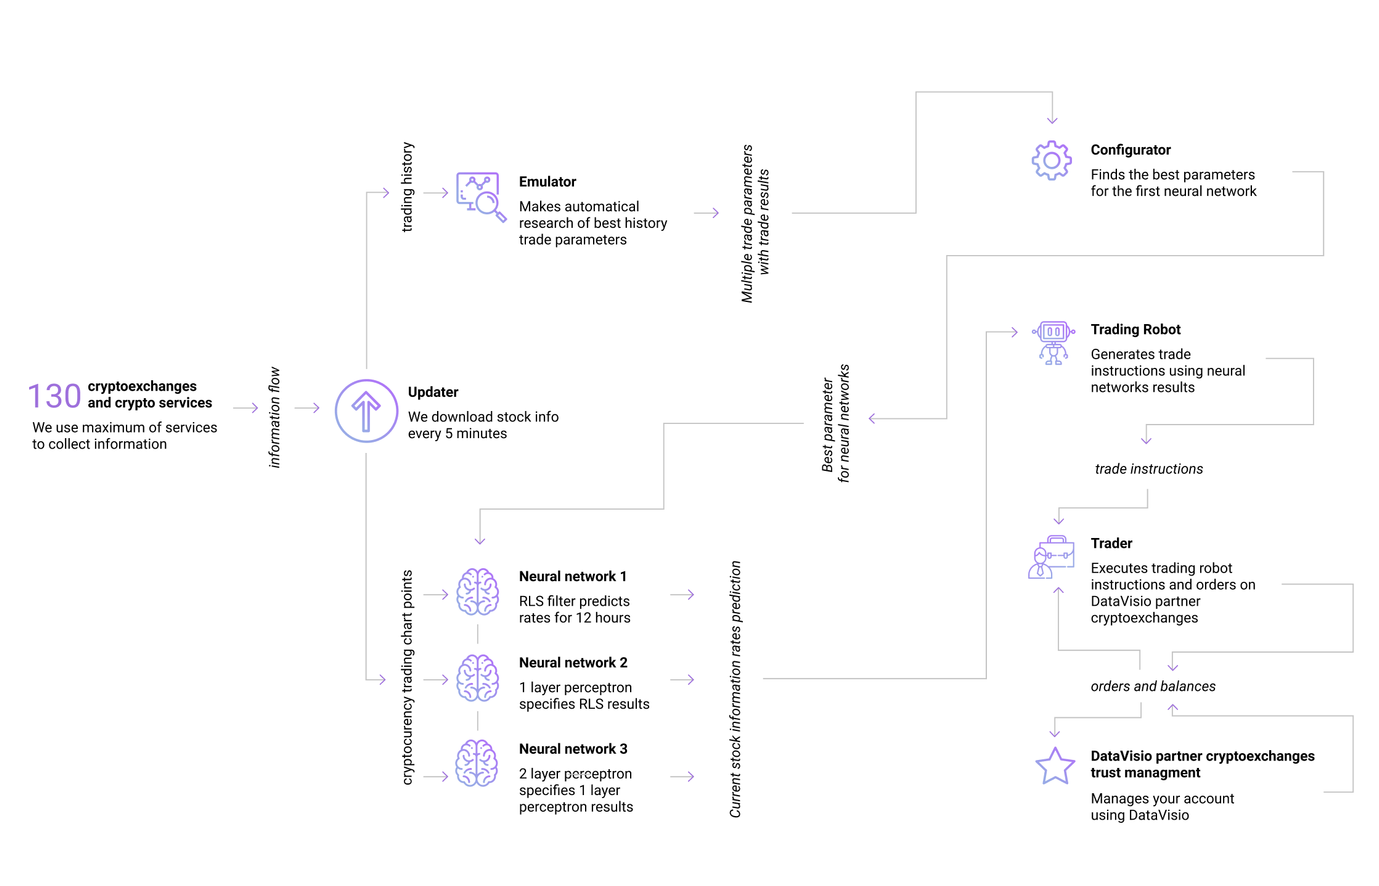 130 cryptoexchanges
and crypto services
We use maximum of services
to collect information
information flow
Updater
We download stock info
every 5 minutes
trading history
Emulator
Makes automatical
research of best history
trade parameters
Multiple trade parameters
with trade results
Configurator
Finds the best parameters
for the first neural network
Best parameter
for neural networks
cryptocurency trading chart points
Neural network 1
RLS filter predicts
rates for 12 hours
Neural network 2
1 layer perceptron
specifies RLS results
Neural network 3
2 layer perceptron
specifies 1 layer
perceptron results
Current stock information rates prediction
Trading Robot
Generates trade
instructions using neural
networks results
trade instructions
Trader
Executes trading robot
instructions and orders on
DataVisio partner
cryptoexchanges
orders and balances
DataVisio partner cryptoexchanges
trust managment
Manages your account
using DataVisio